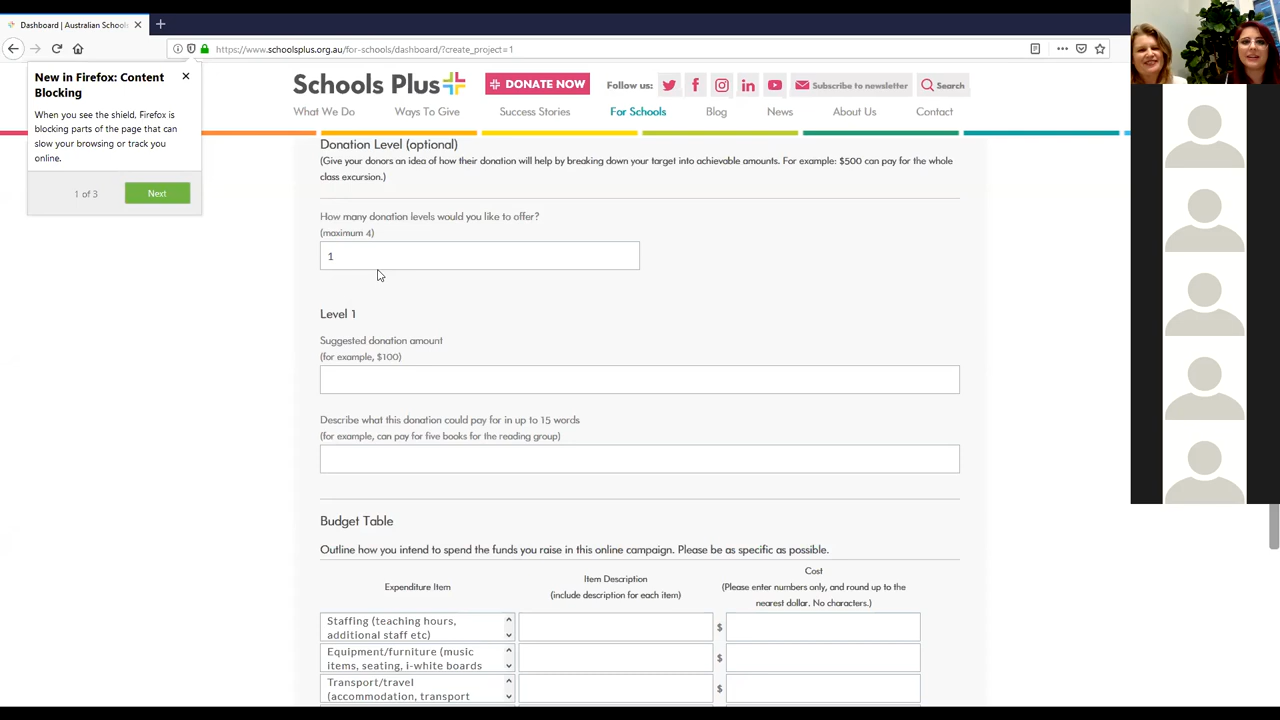 Dashboard | Australian Schools
https://www.schoolsplus.org.au/for-schools/dashboard/?create_project=1
New in Firefox: Content
Blocking
When you see the shield, Firefox is
blocking parts of the page that can
slow your browsing or track you
online.
1 of 3
Next
Schools Plus
DONATE NOW
Follow us:
Subscribe to newsletter
Search
What We Do
Ways To Give
Success Stories
For Schools
Blog
News
About Us
Contact
Donation Level (optional)
(Give your donors an idea of how their donation will help by breaking down your target into achievable amounts. For example: $500 can pay for the whole
class excursion.)
How many donation levels would you like to offer?
(maximum 4)
1
Level 1
Suggested donation amount
(for example, $100)
Describe what this donation could pay for in up to 15 words
(for example, can pay for five books for the reading group)
Budget Table
Outline how you intend to spend the funds you raise in this online campaign. Please be as specific as possible.
Expenditure Item
Item Description
(include description for each item)
Cost
(Please enter numbers only, and round up to the
nearest dollar. No characters.)
Staffing (teaching hours,
additional staff etc)
$
Equipment/furniture (music
items, seating, i-white boards
$
Transport/travel
(accommodation, transport
$